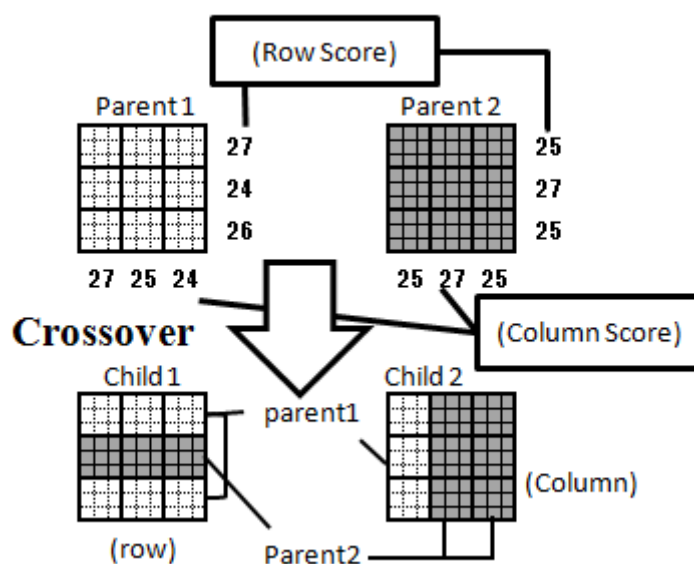 (Row Score)
Parent 1
Parent 2
27
25
24
27
26
25
27 25 24
25 27 25
Crossover
(Column Score)
Child 1
Child 2
parent1
(Column)
(row)
Parent2